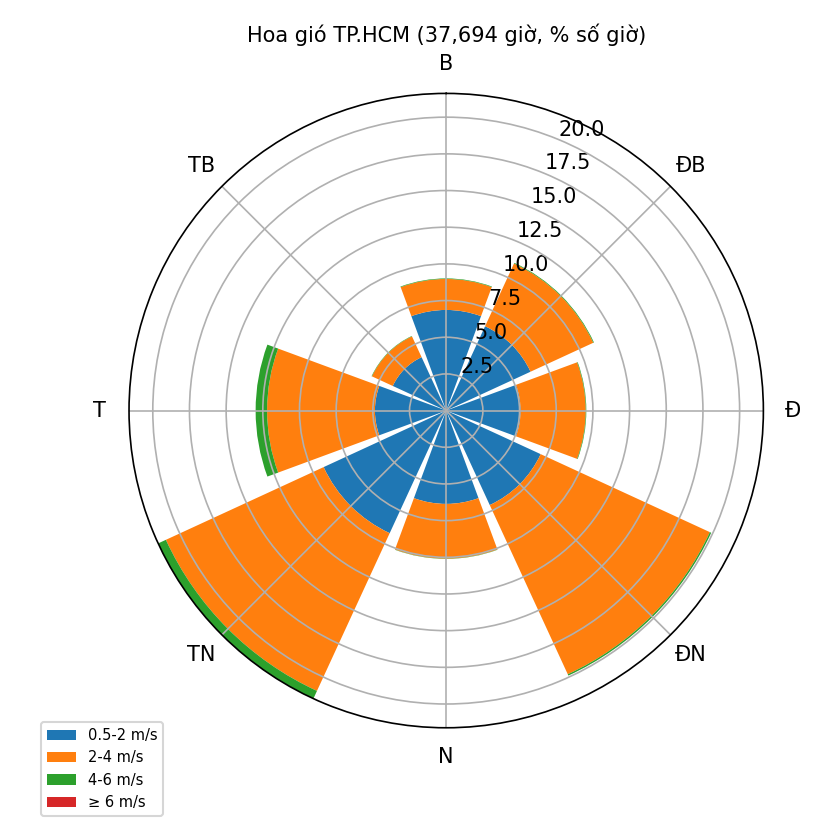 Hoa gió TP.HCM (37,694 giờ, % số giờ)
B
20.0
TB
ĐB
17.5
15.0
12.5
10.0
7.5
5.0
2.5
T
Đ
TN
ĐN
N
0.5-2 m/s
2-4 m/s
4-6 m/s
≥ 6 m/s